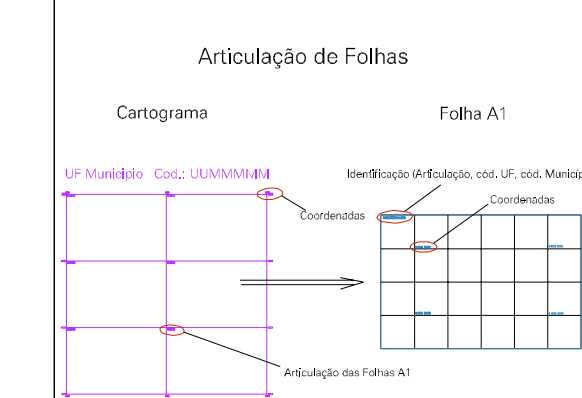 Articulação de Folhas
Cartograma
Folha A1
UF Municipio Cod.: UUMMMMM
Identificação (Articulação, cód. UF, cód. Municíp
Coordenadas
Coordenadas
Articulação das Folhas A1